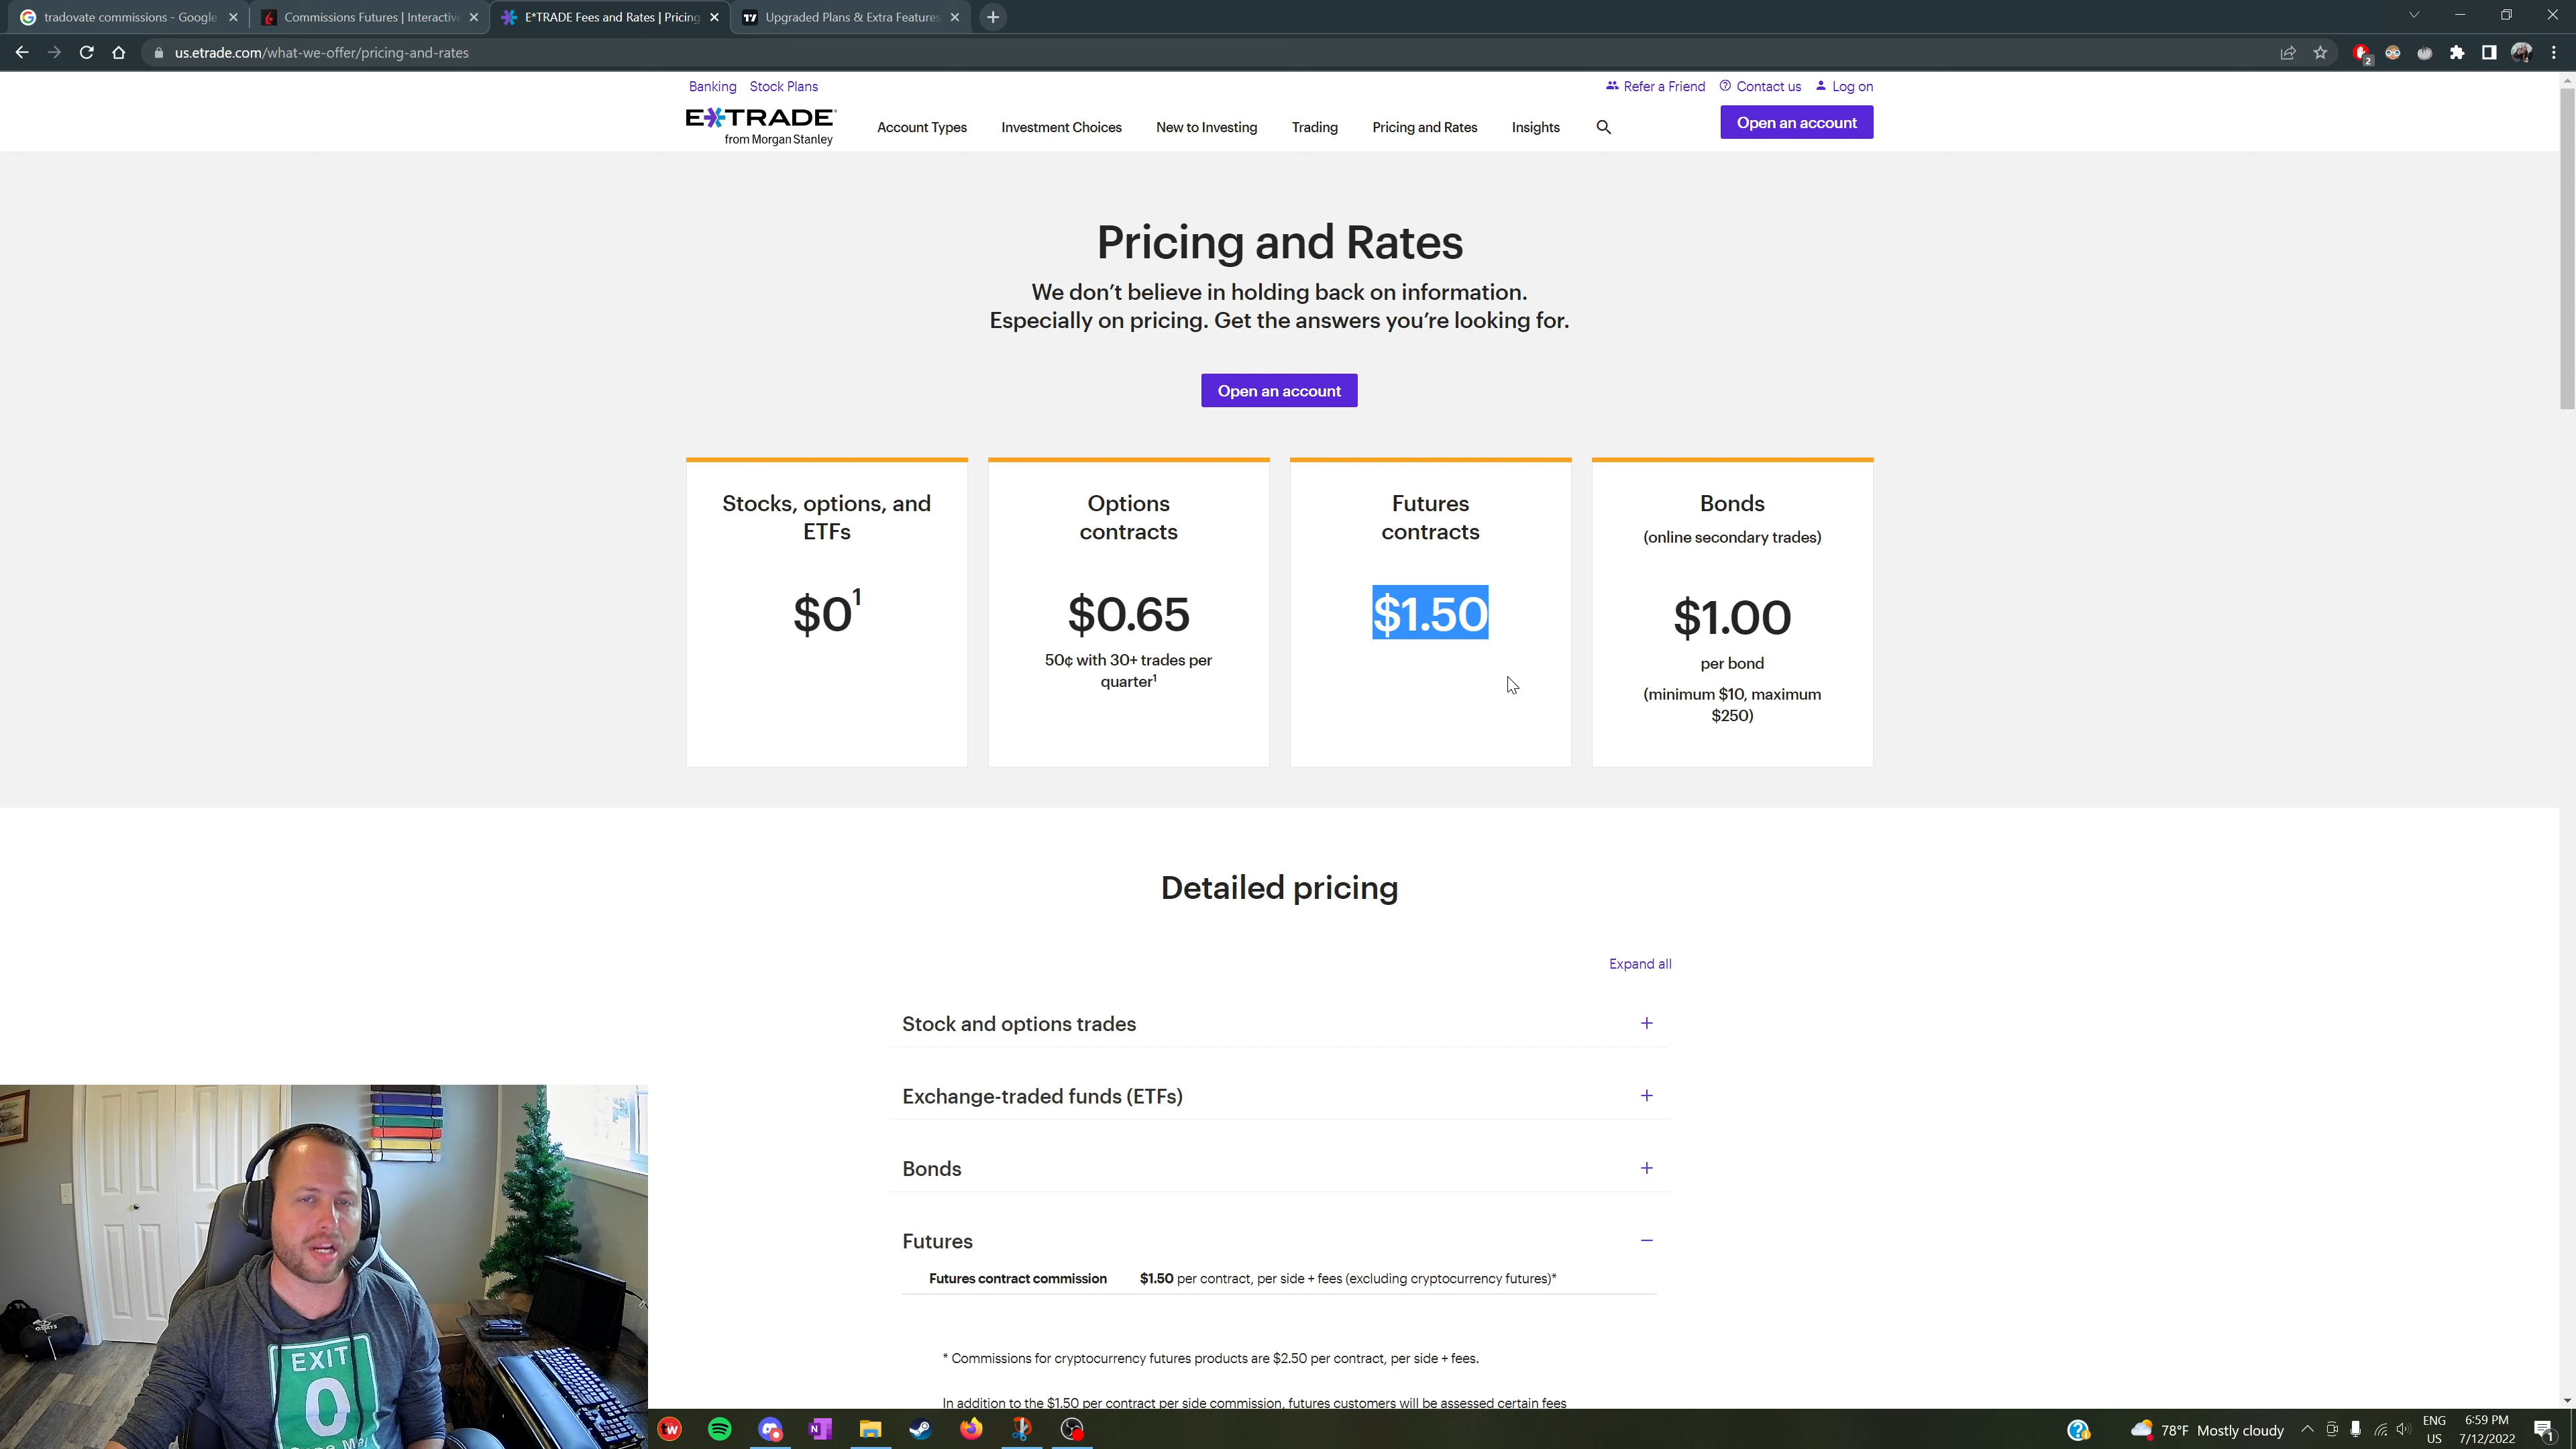 tradovate commissions - Google
Commissions Futures | Interactive
E*TRADE Fees and Rates | Pricing
Upgraded Plans & Extra Features
us.etrade.com/what-we-offer/pricing-and-rates
2
Banking Stock Plans
Refer a Friend Contact us Log on
E*TRADE
from Morgan Stanley
Account Types Investment Choices New to Investing Trading Pricing and Rates Insights
Open an account
Pricing and Rates
We don't believe in holding back on information.
Especially on pricing. Get the answers you're looking for.
Open an account
Stocks, options, and
ETFs
$0¹
Options
contracts
$0.65
50¢ with 30+ trades per
quarter¹
Futures
contracts
$1.50
Bonds
(online secondary trades)
$1.00
per bond
(minimum $10, maximum
$250)
Detailed pricing
Expand all
Stock and options trades
Exchange-traded funds (ETFs)
Bonds
Futures
Futures contract commission $1.50 per contract, per side + fees (excluding cryptocurrency futures)*
* Commissions for cryptocurrency futures products are $2.50 per contract, per side + fees.
In addition to the $1.50 per contract per side commission, futures customers will be assessed certain fees
EXIT
0
78°F Mostly cloudy
ENG
US
6:59 PM
7/12/2022
1